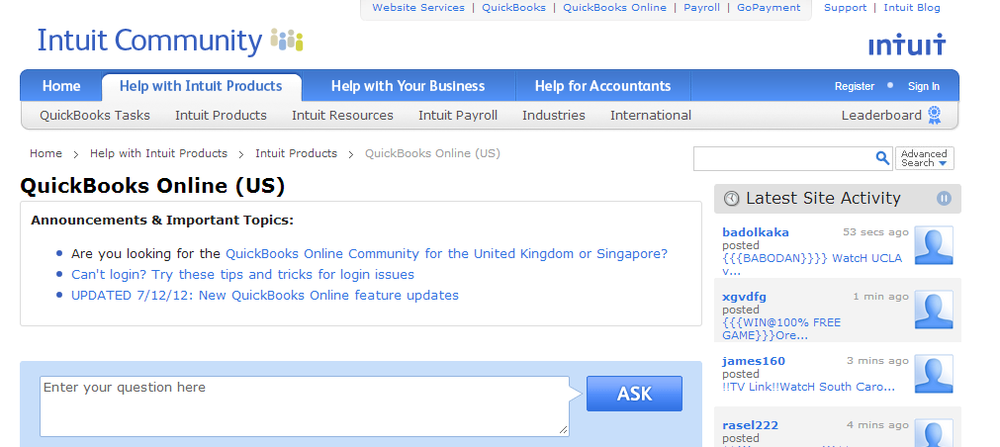 Website Services | QuickBooks | QuickBooks Online | Payroll | GoPayment
Support | Intuit Blog
Intuit Community
intuit
Home
Help with Intuit Products
Help with Your Business
Help for Accountants
Register • Sign In
QuickBooks Tasks
Intuit Products
Intuit Resources
Intuit Payroll
Industries
International
Leaderboard
Home > Help with Intuit Products > Intuit Products > QuickBooks Online (US)
Advanced
Search
QuickBooks Online (US)
Announcements & Important Topics:
• Are you looking for the QuickBooks Online Community for the United Kingdom or Singapore?
• Can't login? Try these tips and tricks for login issues
• UPDATED 7/12/12: New QuickBooks Online feature updates
Enter your question here
ASK
Latest Site Activity
badolkaka 53 secs ago
posted
{{{BABODAN}}}} WatcH UCLA
v...
xgvdfg 1 min ago
posted
{{{WIN@100% FREE
GAME}}}Ore...
james160 3 mins ago
posted
!!TV Link!!WatcH South Caro...
rasel222 4 mins ago
posted